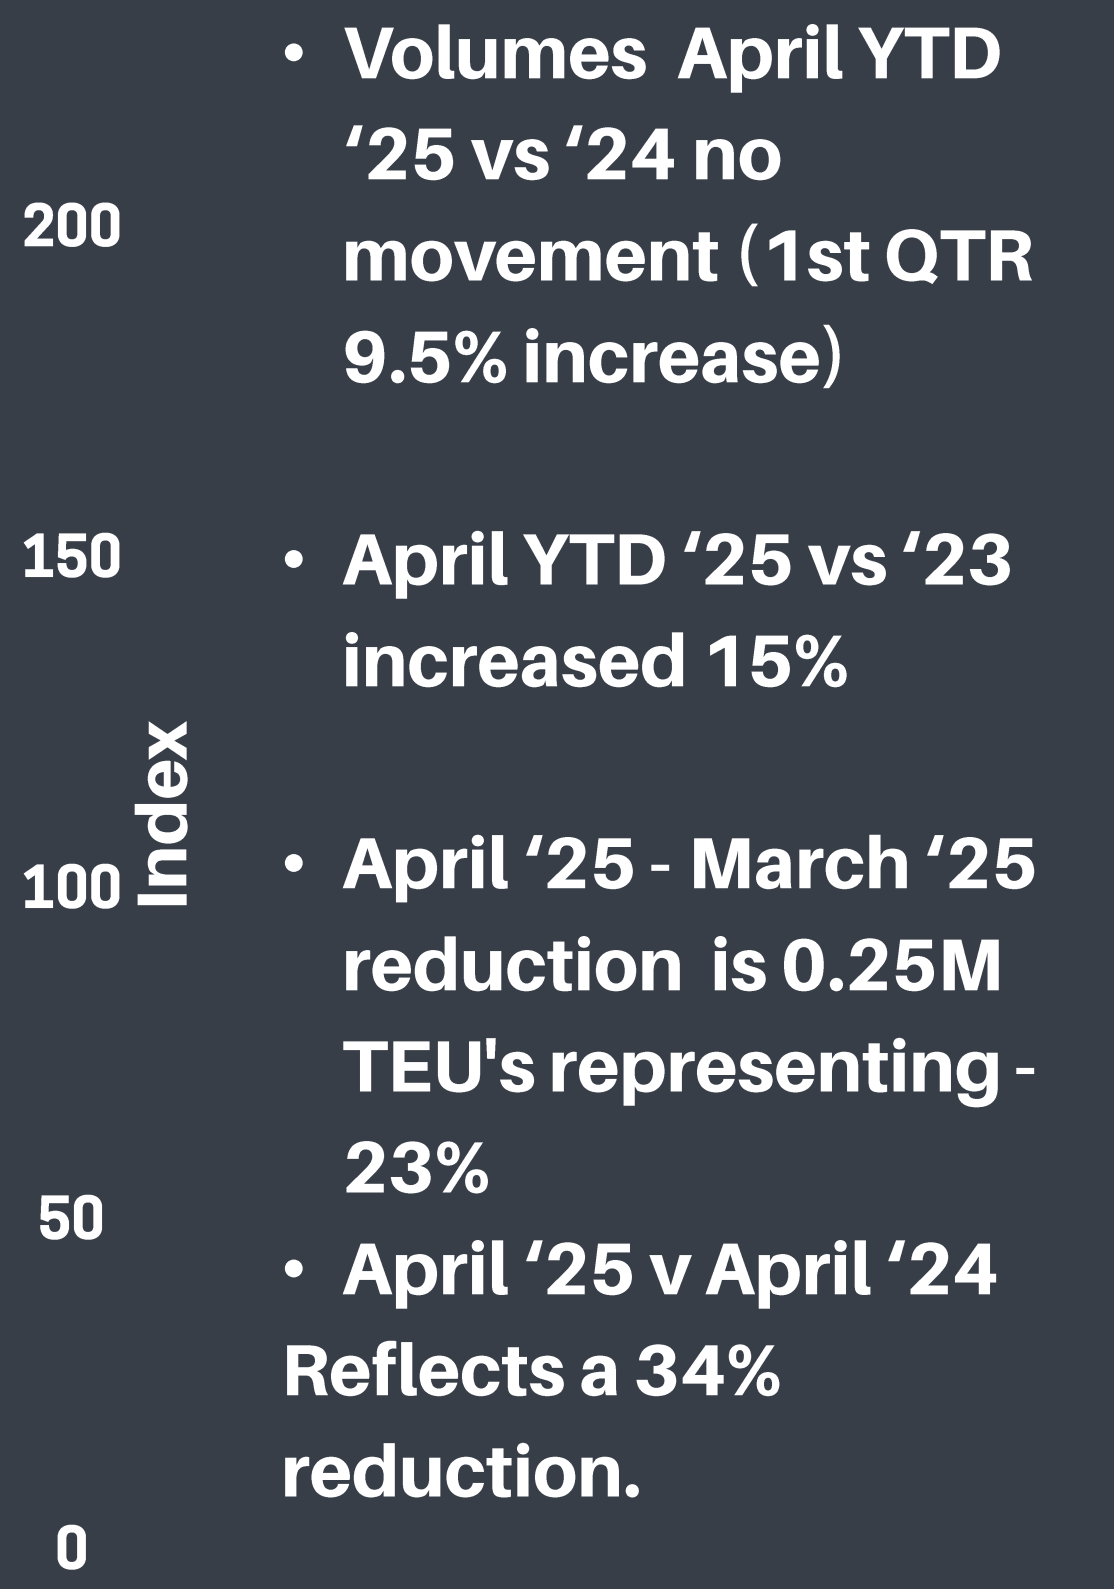 • Volumes  April YTD
‘25 vs ‘24 no
movement (1st QTR
9.5% increase)
• April YTD ‘25 vs ‘23
increased 15%
• April ‘25 - March ‘25
reduction  is 0.25M
TEU's representing -
23%
• April ‘25 v April ‘24
Reflects a 34%
reduction.
200
150
100
50
0
Index